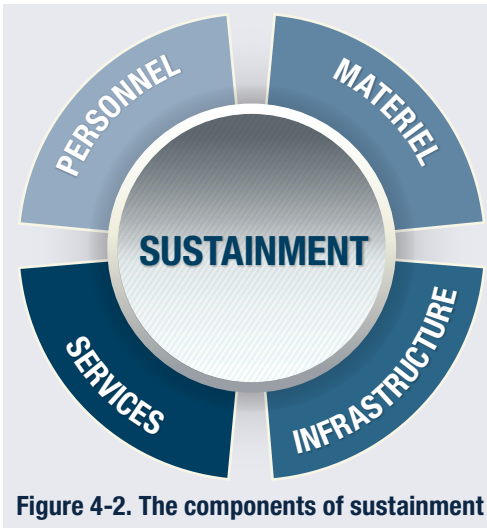 PERSONNEL
MATERIEL
SUSTAINMENT
SERVICES
INFRASTRUCTURE
Figure 4-2. The components of sustainment